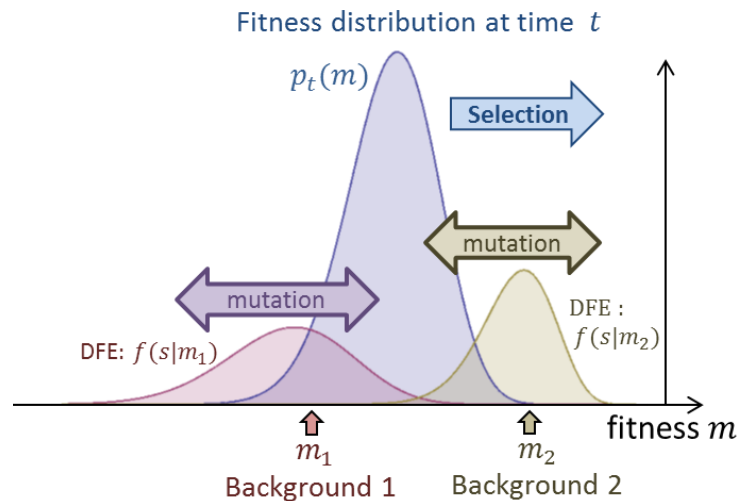 Fitness distribution at time t
p_t(m)
Selection
mutation
mutation
DFE: f(s|m_1)
DFE :
f(s|m_2)
fitness m
m_1
m_2
Background 1
Background 2